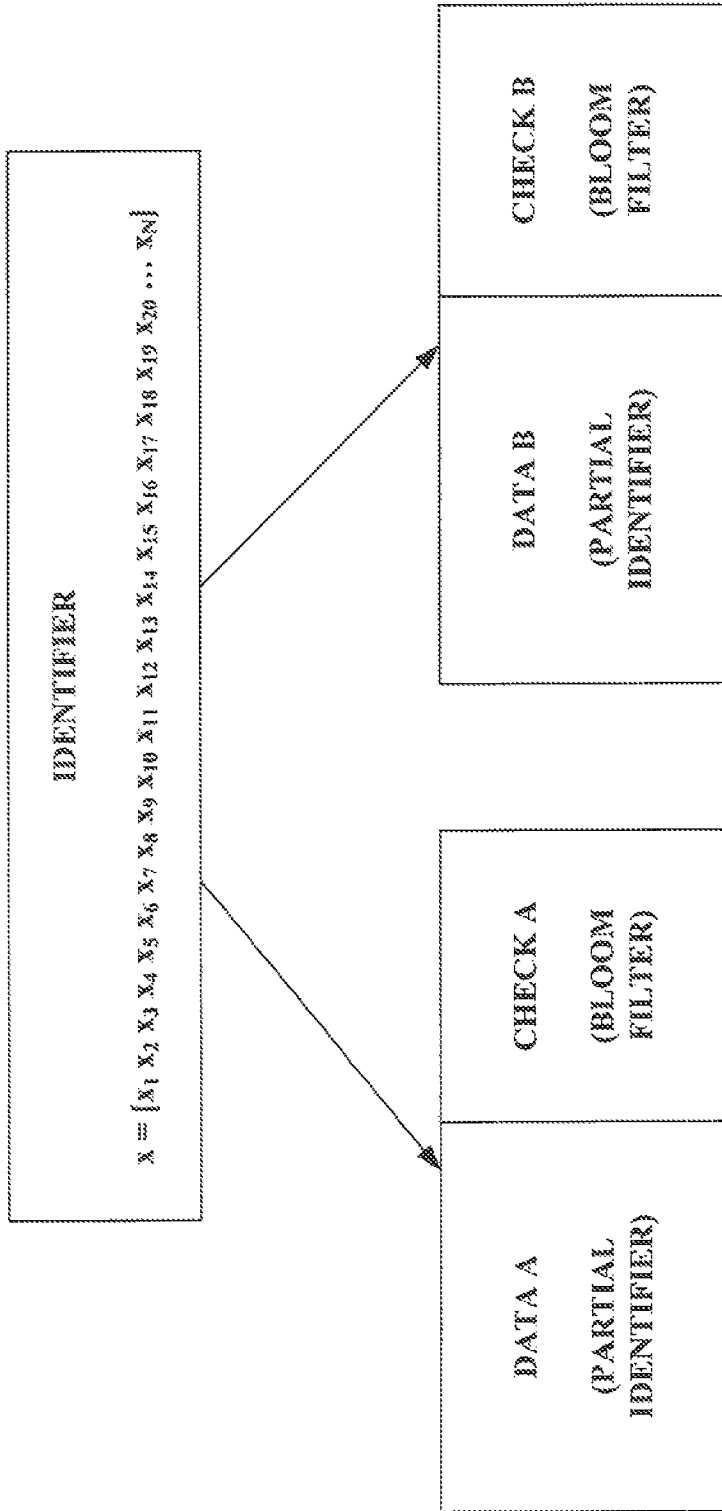 IDENTIFIER
X = [X₁ X₂ X₃ X₄ X₅ X₆ X₇ X₈ X₉ X₁₀ X₁₁ X₁₂ X₁₃ X₁₄ X₁₅ X₁₆ X₁₇ X₁₈ X₁₉ X₂₀ ... X_N]
DATA A
(PARTIAL
IDENTIFIER)
CHECK A
(BLOOM
FILTER)
DATA B
(PARTIAL
IDENTIFIER)
CHECK B
(BLOOM
FILTER)